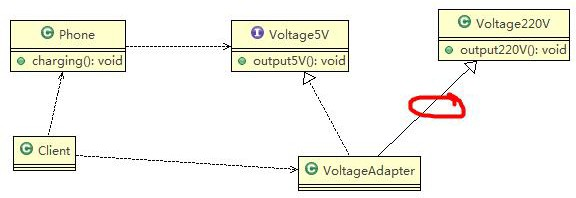 C Phone
charging(): void
I Voltage5V
output5V(): void
C Voltage220V
output220V(): void
C Client
C VoltageAdapter